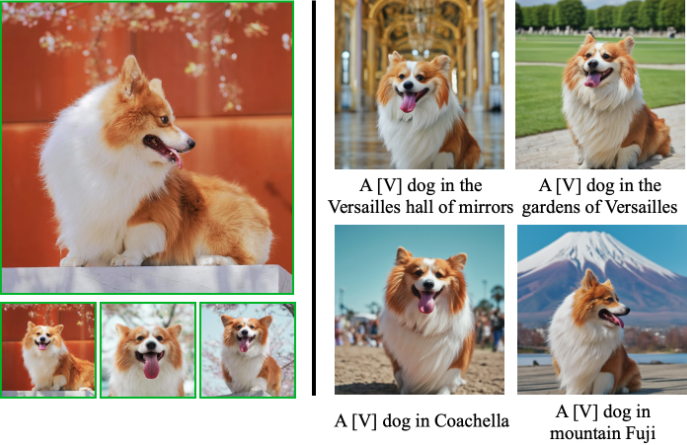 A [V] dog in the
Versailles hall of mirrors
A [V] dog in the
gardens of Versailles
A [V] dog in Coachella
A [V] dog in
mountain Fuji